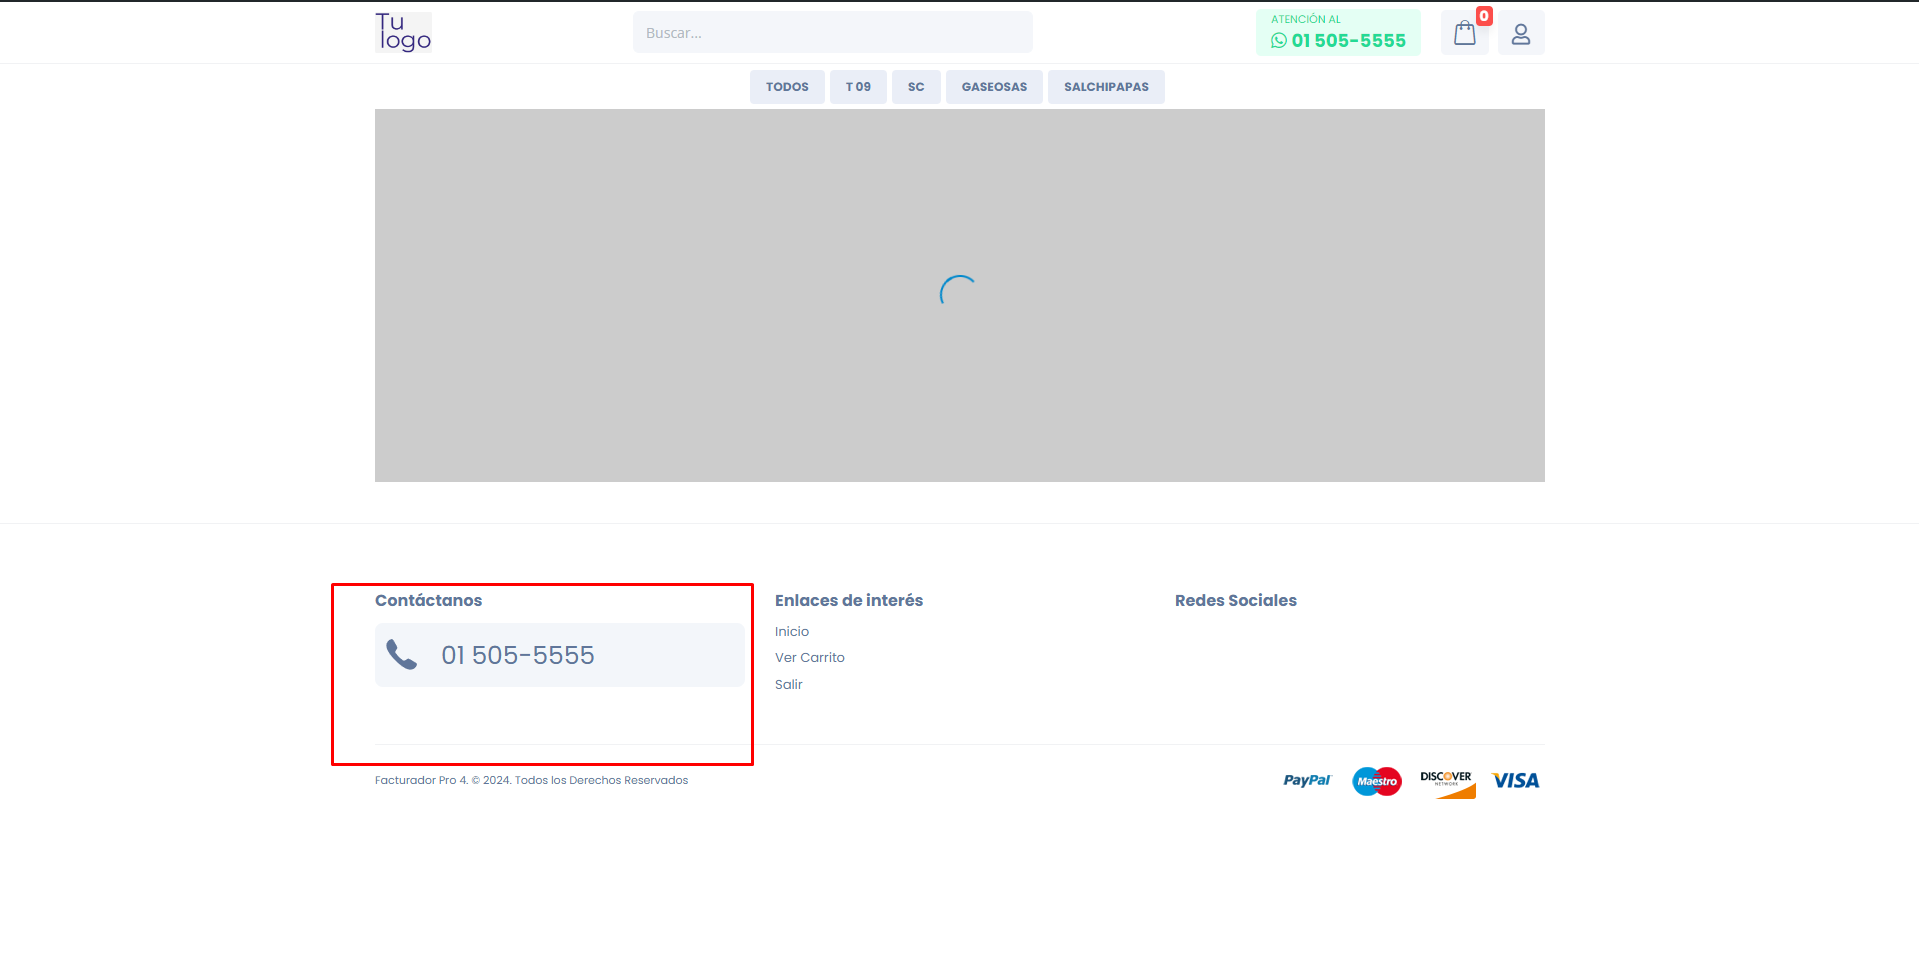 Tu
logo
Buscar...
ATENCIÓN AL
01 505-5555
0
TODOS
T 09
SC
GASEOSAS
SALCHIPAPAS
Contáctanos
01 505-5555
Enlaces de interés
Inicio
Ver Carrito
Salir
Redes Sociales
Facturador Pro 4. © 2024. Todos los Derechos Reservados
PayPal
Maestro
DISCOVER
NETWORK
VISA